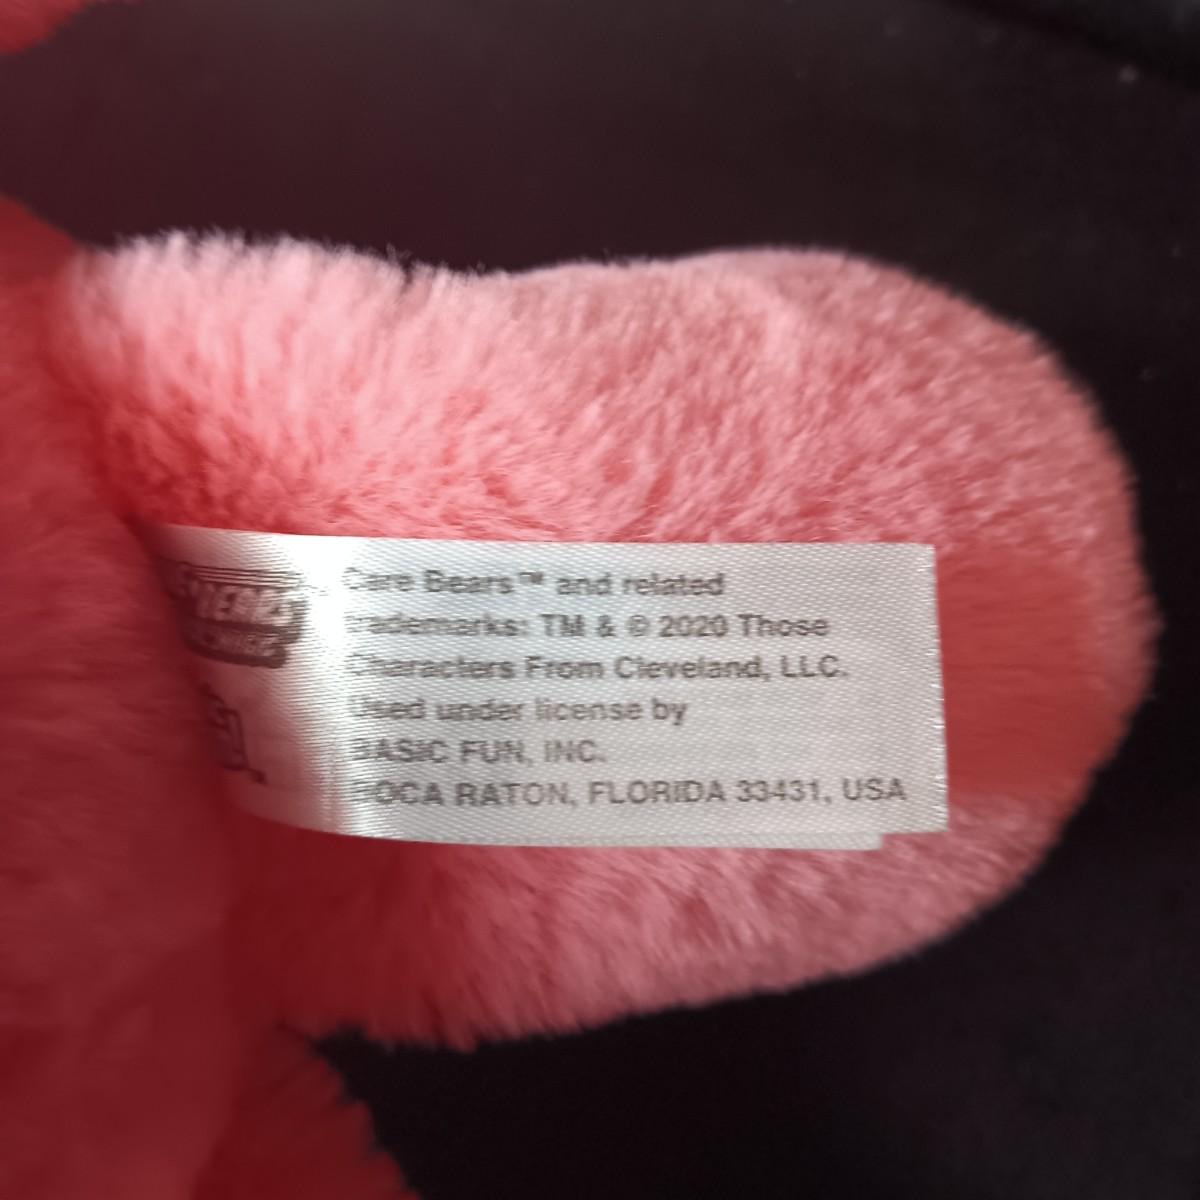 Care Bears™ and related
trademarks: TM & © 2020 Those
Characters From Cleveland, LLC.
Used under license by
BASIC FUN, INC.
BOCA RATON, FLORIDA 33431, USA